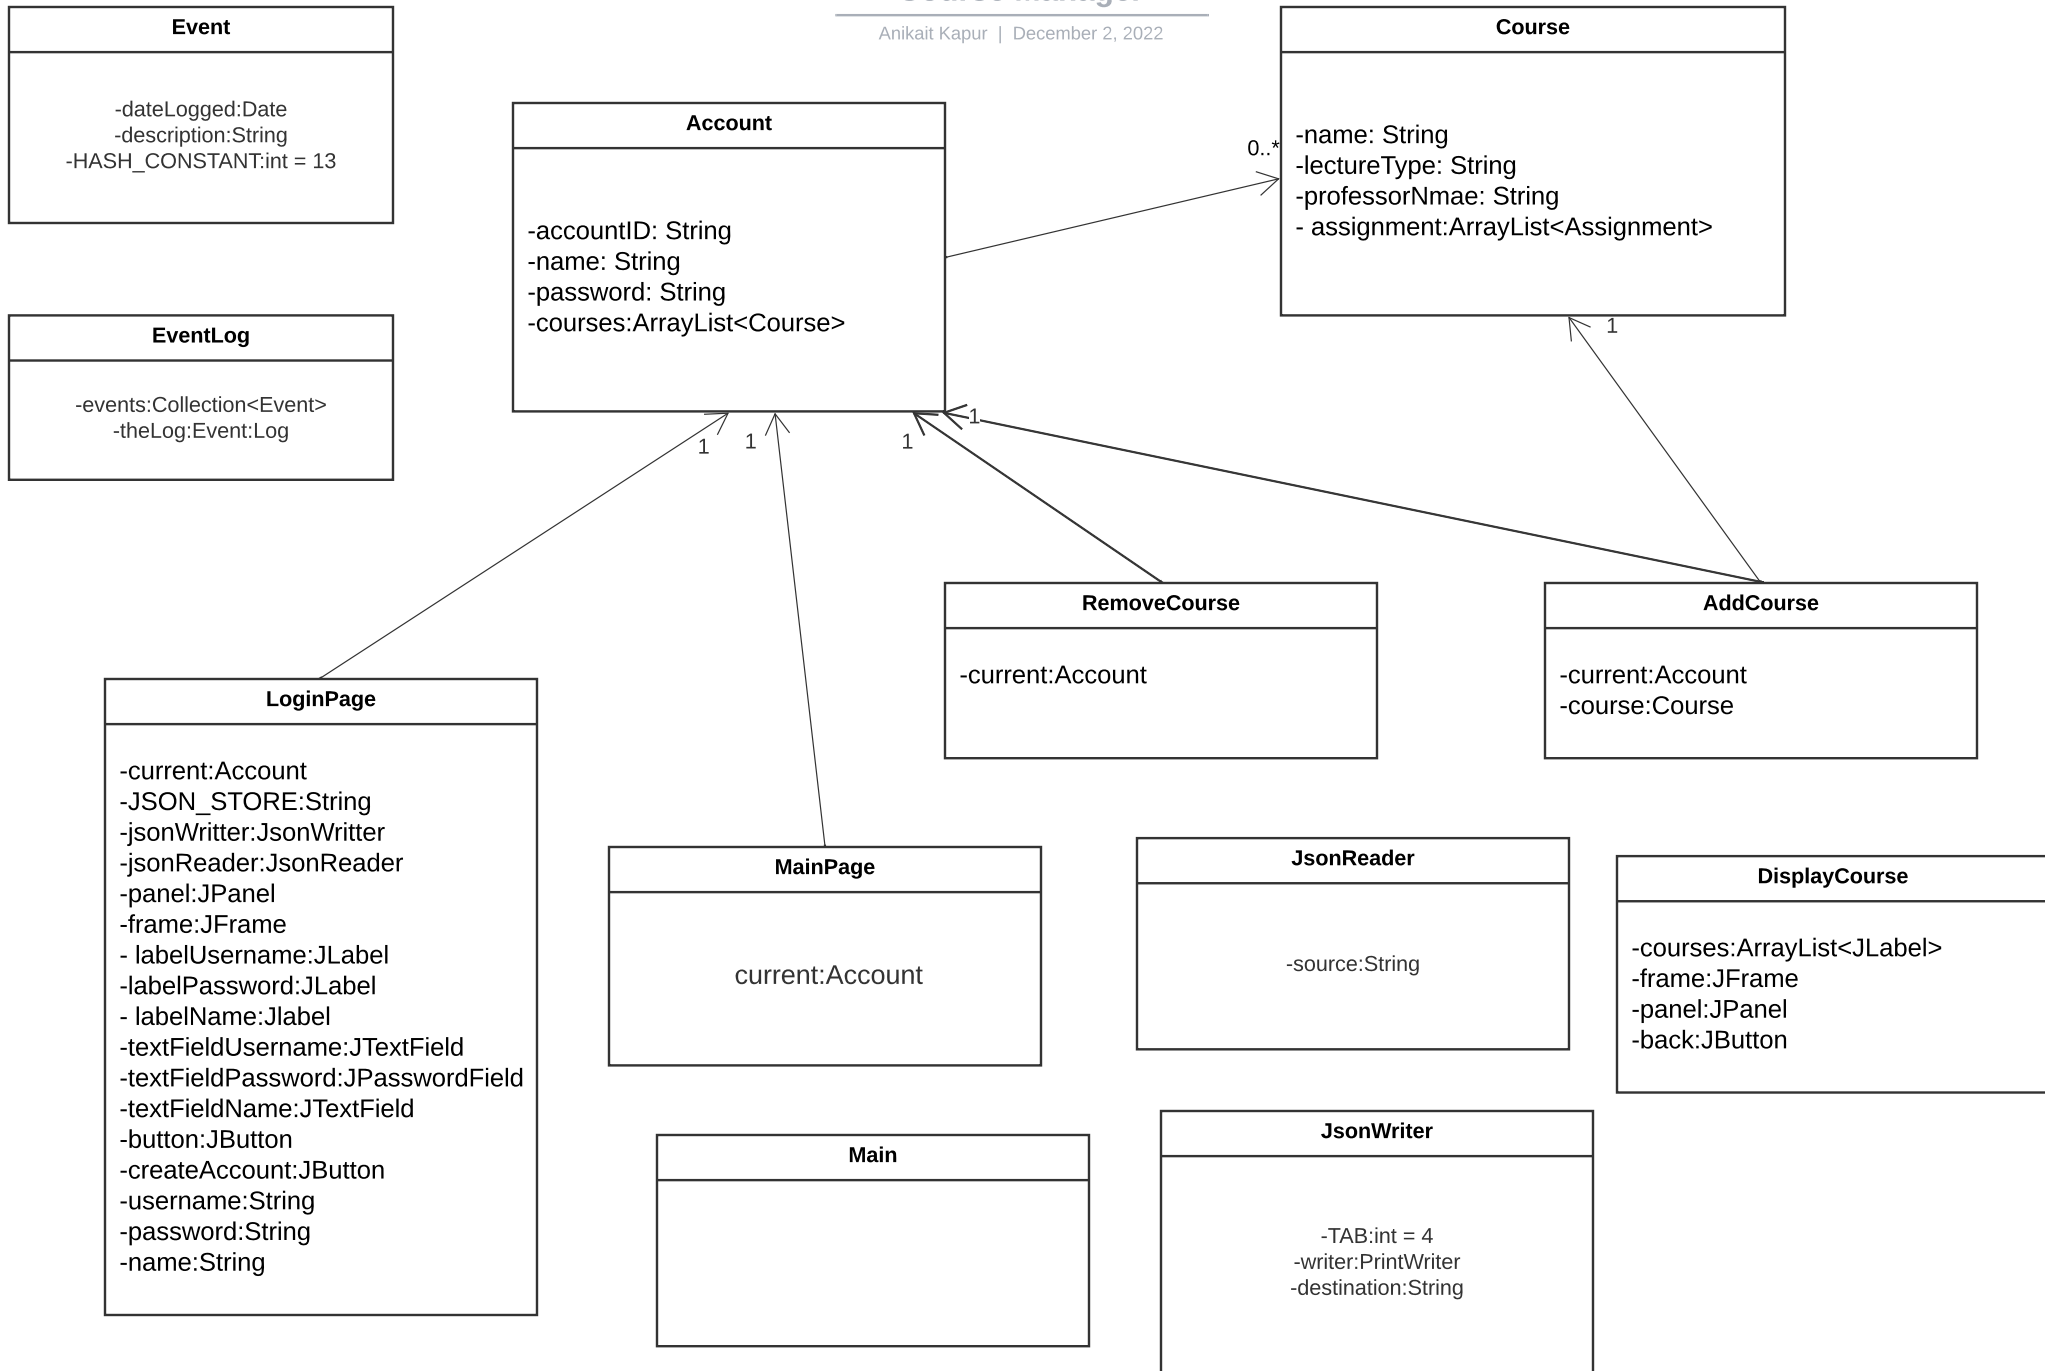 Course Manager
Anikait Kapur | December 2, 2022
Event
-dateLogged:Date
-description:String
-HASH_CONSTANT:int = 13
Account
-accountID: String
-name: String
-password: String
-courses:ArrayList<Course>
Course
-name: String
-lectureType: String
-professorNmae: String
- assignment:ArrayList<Assignment>
0..*
1
EventLog
-events:Collection<Event>
-theLog:Event:Log
1
1
1
1
RemoveCourse
-current:Account
AddCourse
-current:Account
-course:Course
LoginPage
-current:Account
-JSON_STORE:String
-jsonWritter:JsonWritter
-jsonReader:JsonReader
-panel:JPanel
-frame:JFrame
- labelUsername:JLabel
-labelPassword:JLabel
- labelName:Jlabel
-textFieldUsername:JTextField
-textFieldPassword:JPasswordField
-textFieldName:JTextField
-button:JButton
-createAccount:JButton
-username:String
-password:String
-name:String
MainPage
current:Account
JsonReader
-source:String
DisplayCourse
-courses:ArrayList<JLabel>
-frame:JFrame
-panel:JPanel
-back:JButton
Main
JsonWriter
-TAB:int = 4
-writer:PrintWriter
-destination:String